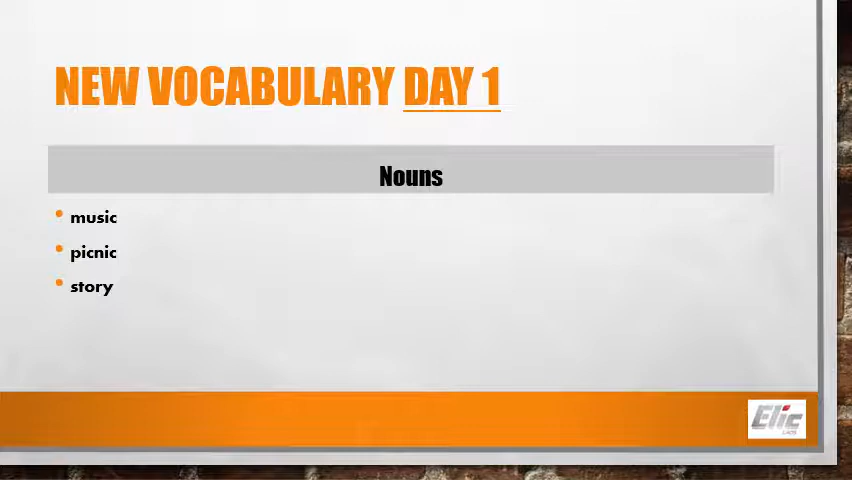 NEW VOCABULARY DAY 1
Nouns
• music
• picnic
• story
Elic